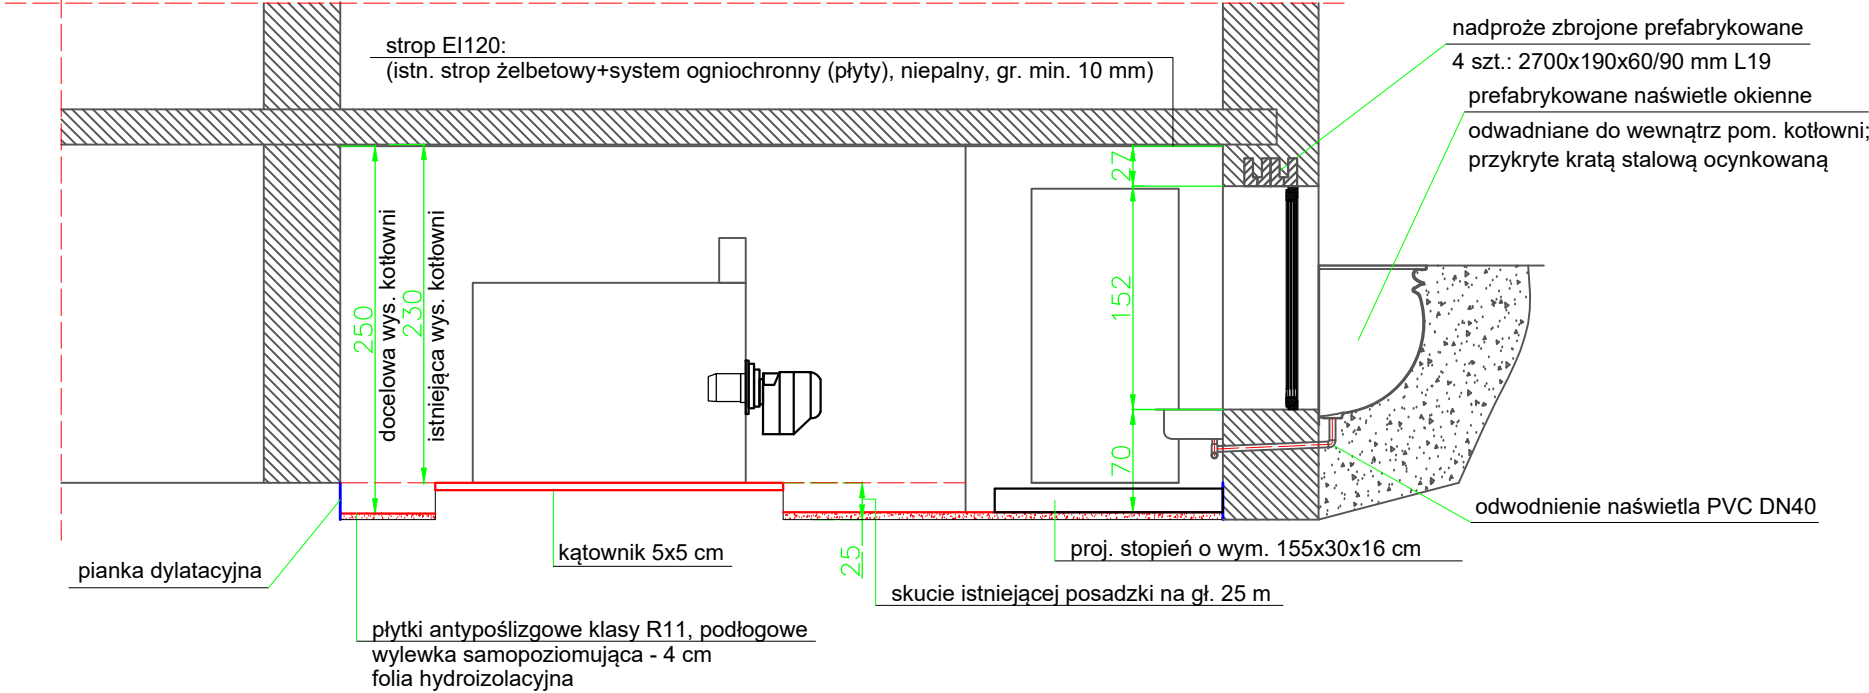 strop EI120:
(istn. strop żelbetowy+system ogniochronny (płyty), niepalny, gr. min. 10 mm)
nadproże zbrojone prefabrykowane
4 szt.: 2700x190x60/90 mm L19
prefabrykowane naświetle okienne
odwadniane do wewnątrz pom. kotłowni;
przykryte kratą stalową ocynkowaną
250
docelowa wys. kotłowni
230
istniejąca wys. kotłowni
27
152
70
25
odwodnienie naświetla PVC DN40
proj. stopień o wym. 155x30x16 cm
kątownik 5x5 cm
skucie istniejącej posadzki na gł. 25 m
pianka dylatacyjna
płytki antypoślizgowe klasy R11, podłogowe
wylewka samopoziomująca - 4 cm
folia hydroizolacyjna